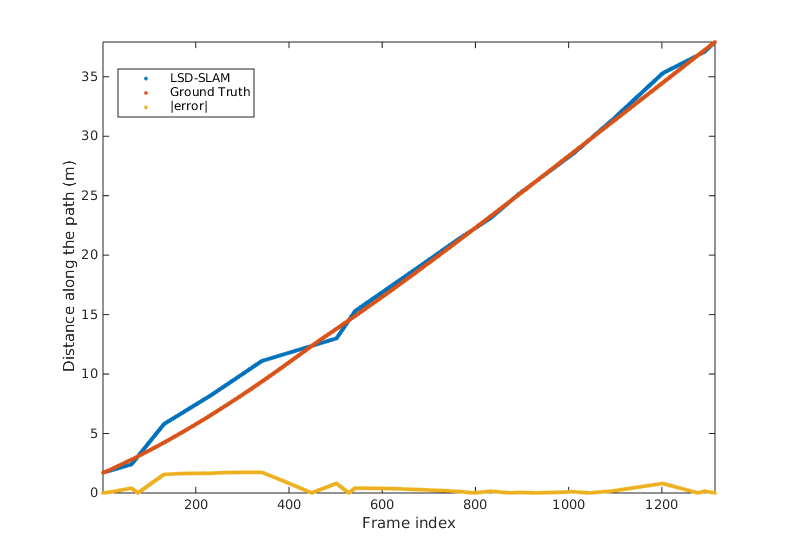 LSD-SLAM
Ground Truth
|error|
Distance along the path (m)
35
30
25
20
15
10
5
0
200
400
600
800
1000
1200
Frame index